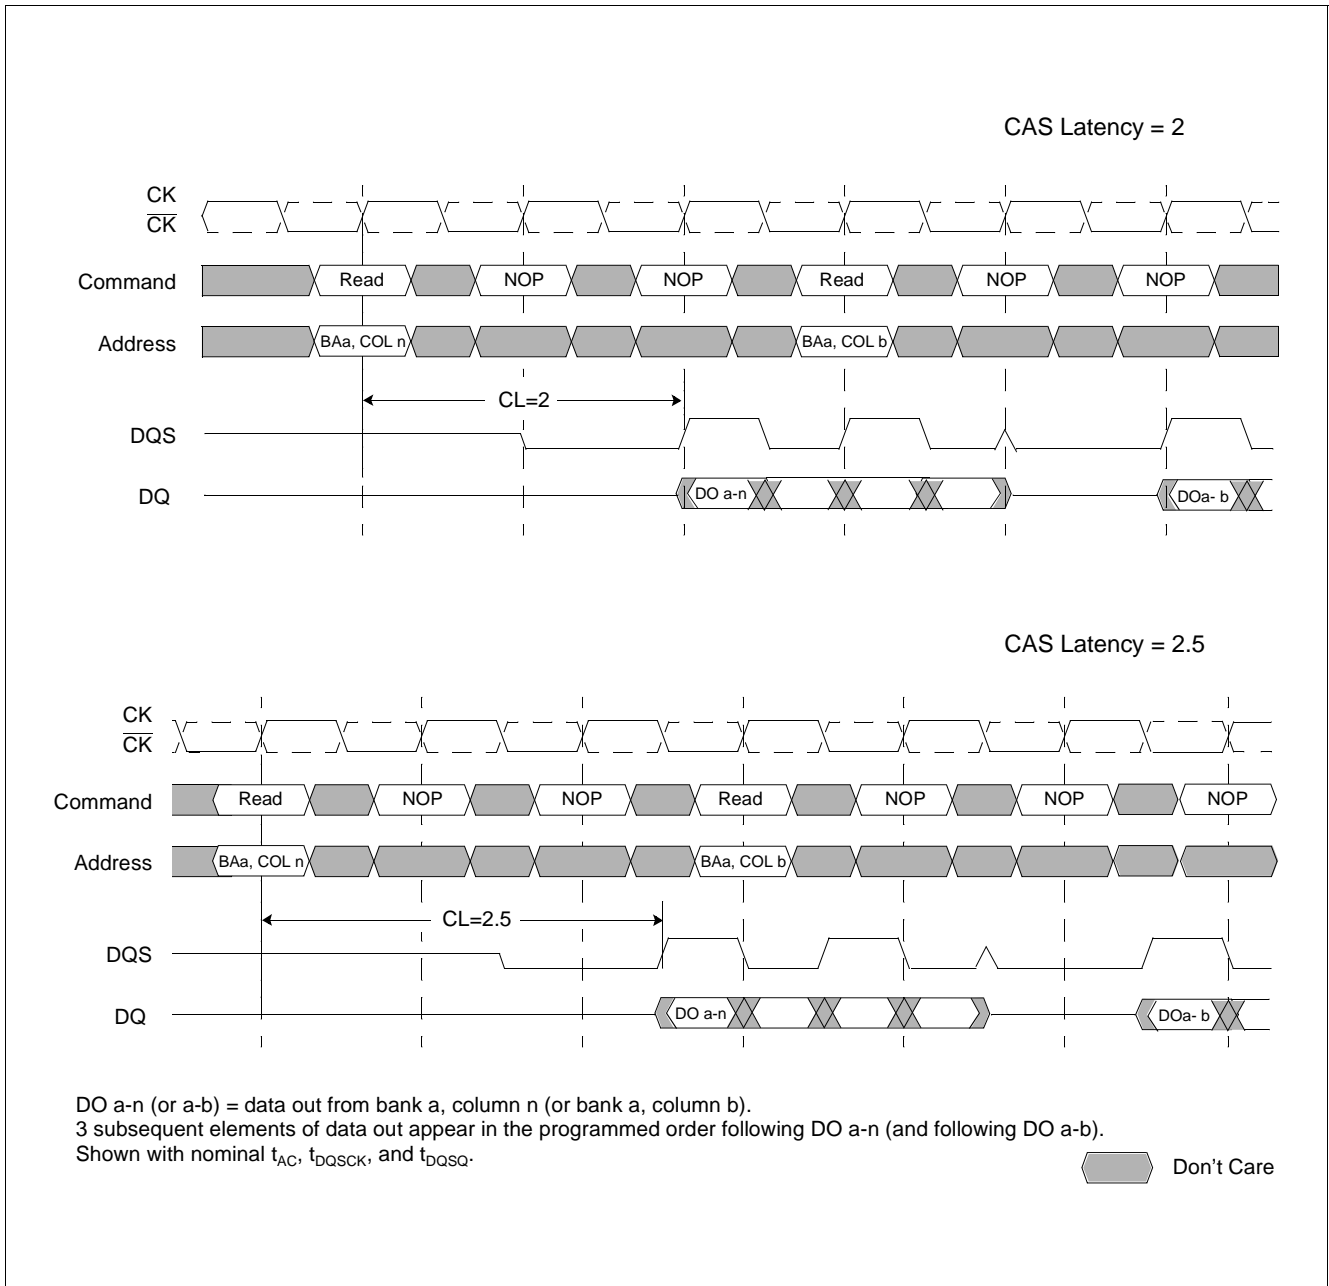 CAS Latency = 2
CK
CK
Command Read NOP NOP Read NOP NOP
Address BAa, COL n BAa, COL b
CL=2
DQS
DQ DO a-n DOa- b
CAS Latency = 2.5
CK
CK
Command Read NOP NOP Read NOP NOP NOP
Address BAa, COL n BAa, COL b
CL=2.5
DQS
DQ DO a-n DOa- b
DO a-n (or a-b) = data out from bank a, column n (or bank a, column b).
3 subsequent elements of data out appear in the programmed order following DO a-n (and following DO a-b).
Shown with nominal tAC, tDQSCK, and tDQSQ.
Don't Care